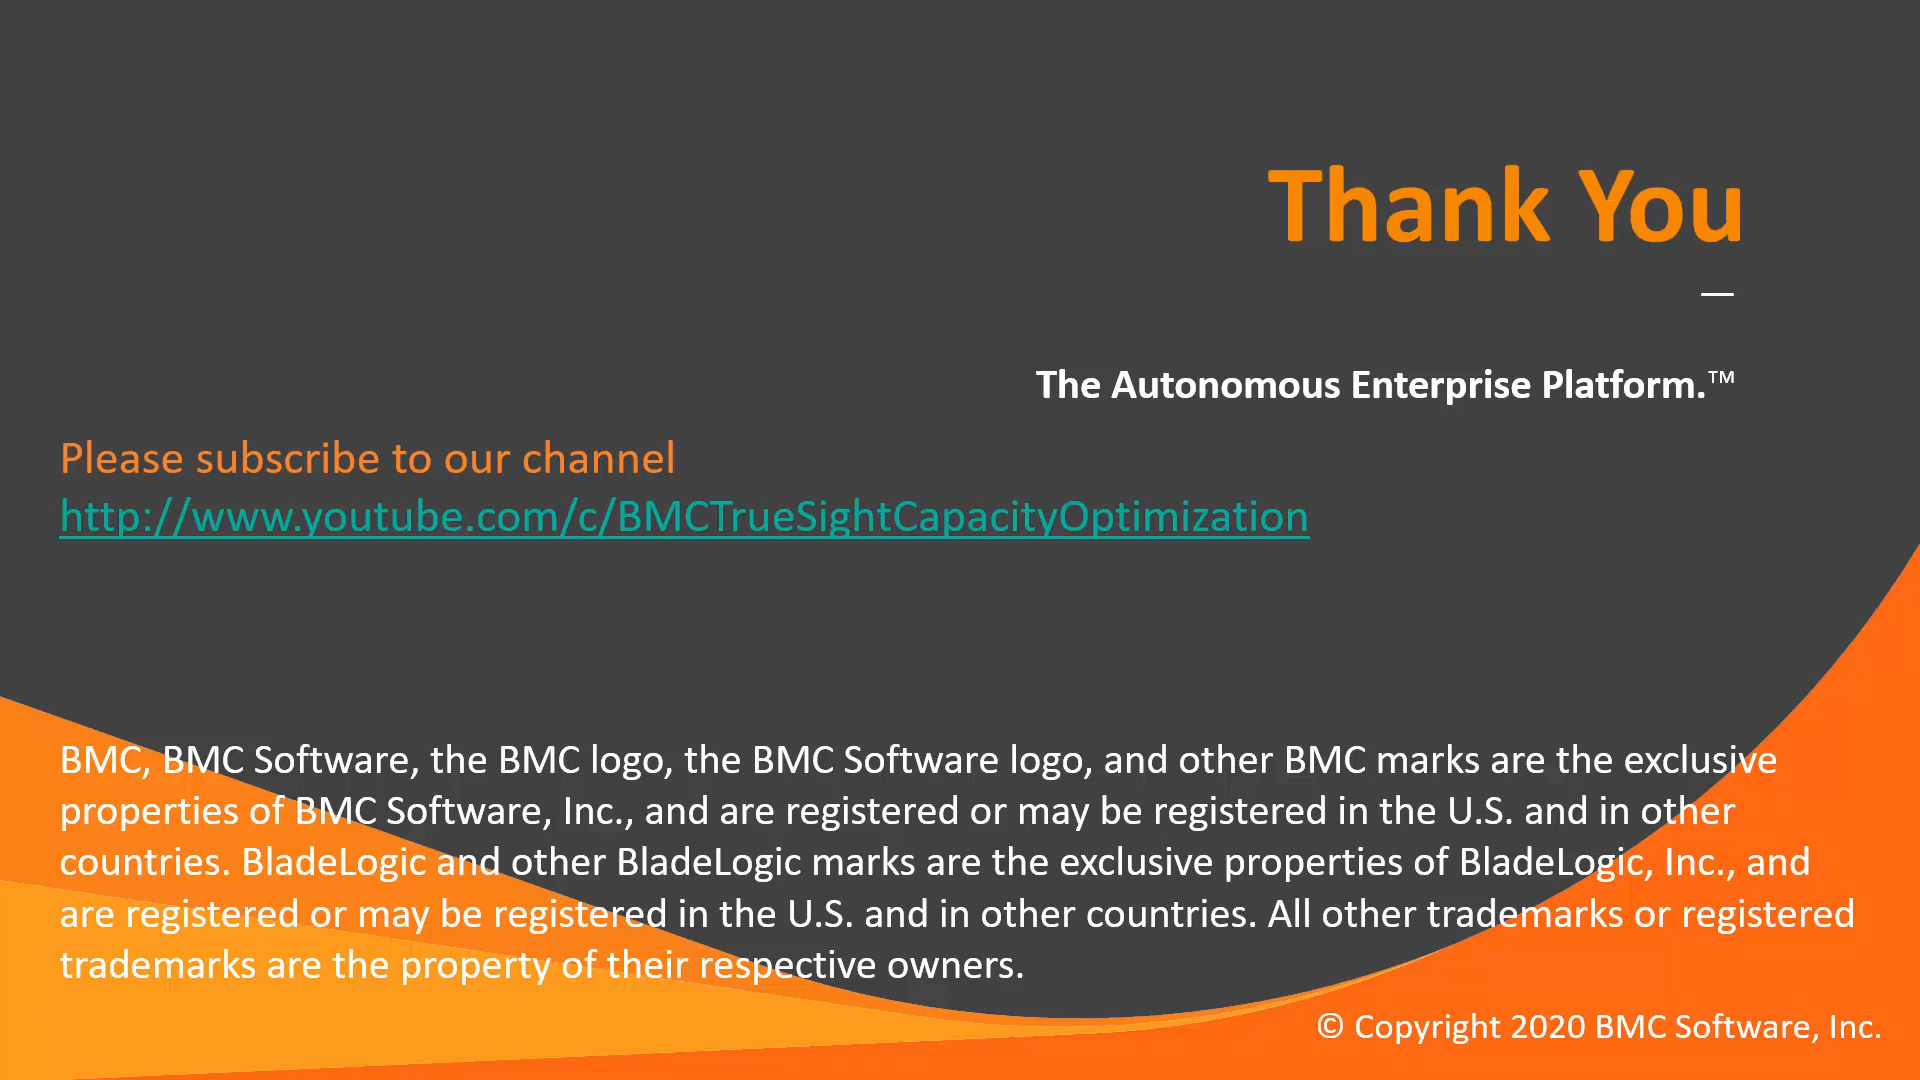 Thank You
—
The Autonomous Enterprise Platform.™
Please subscribe to our channel
http://www.youtube.com/c/BMCTrueSightCapacityOptimization
BMC, BMC Software, the BMC logo, the BMC Software logo, and other BMC marks are the exclusive
properties of BMC Software, Inc., and are registered or may be registered in the U.S. and in other
countries. BladeLogic and other BladeLogic marks are the exclusive properties of BladeLogic, Inc., and
are registered or may be registered in the U.S. and in other countries. All other trademarks or registered
trademarks are the property of their respective owners.
© Copyright 2020 BMC Software, Inc.